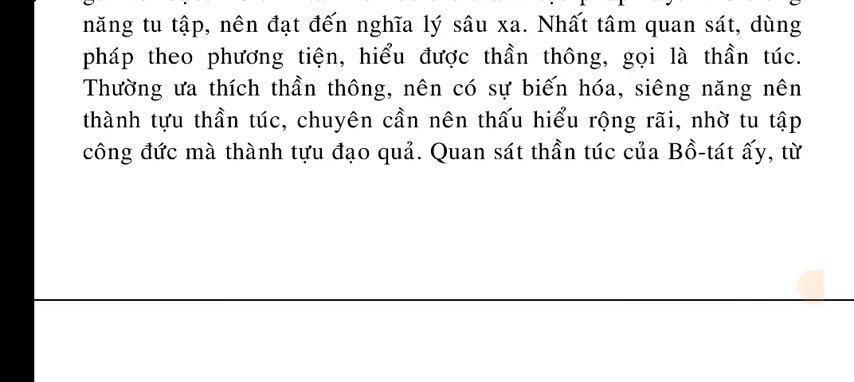 năng tu tập, nên đạt đến nghĩa lý sâu xa. Nhất tâm quan sát, dùng
pháp theo phương tiện, hiểu được thần thông, gọi là thần túc.
Thường ưa thích thần thông, nên có sự biến hóa, siêng năng nên
thành tựu thần túc, chuyên cần nên thấu hiểu rộng rãi, nhờ tu tập
công đức mà thành tựu đạo quả. Quan sát thần túc của Bồ-tát ấy, từ